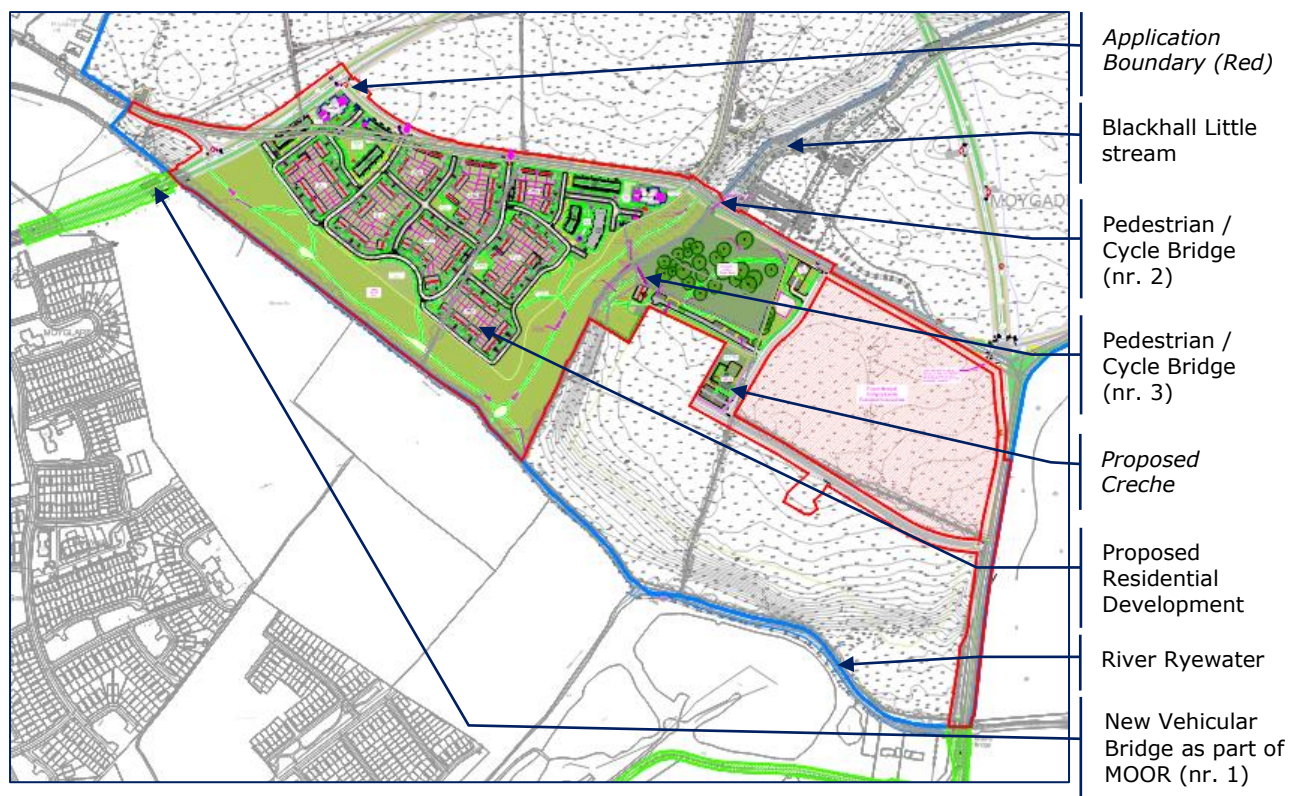 Application
Boundary (Red)
Blackhall Little
stream
Pedestrian /
Cycle Bridge
(nr. 2)
Pedestrian /
Cycle Bridge
(nr. 3)
Proposed
Creche
Proposed
Residential
Development
River Ryewater
New Vehicular
Bridge as part of
MOOR (nr. 1)